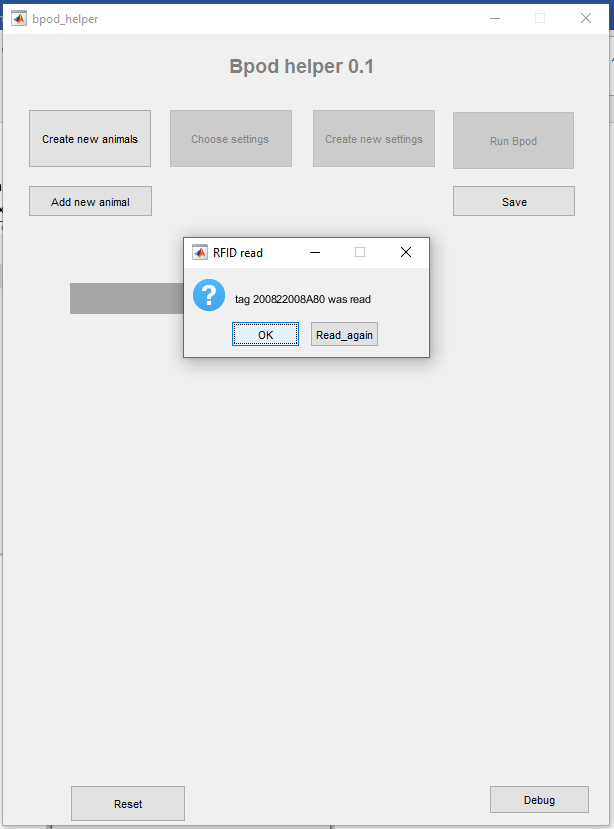 bpod_helper
Bpod helper 0.1
Create new animals
Choose settings
Create new settings
Run Bpod
Add new animal
Save
RFID read
tag 200822008A80 was read
OK
Read_again
Reset
Debug